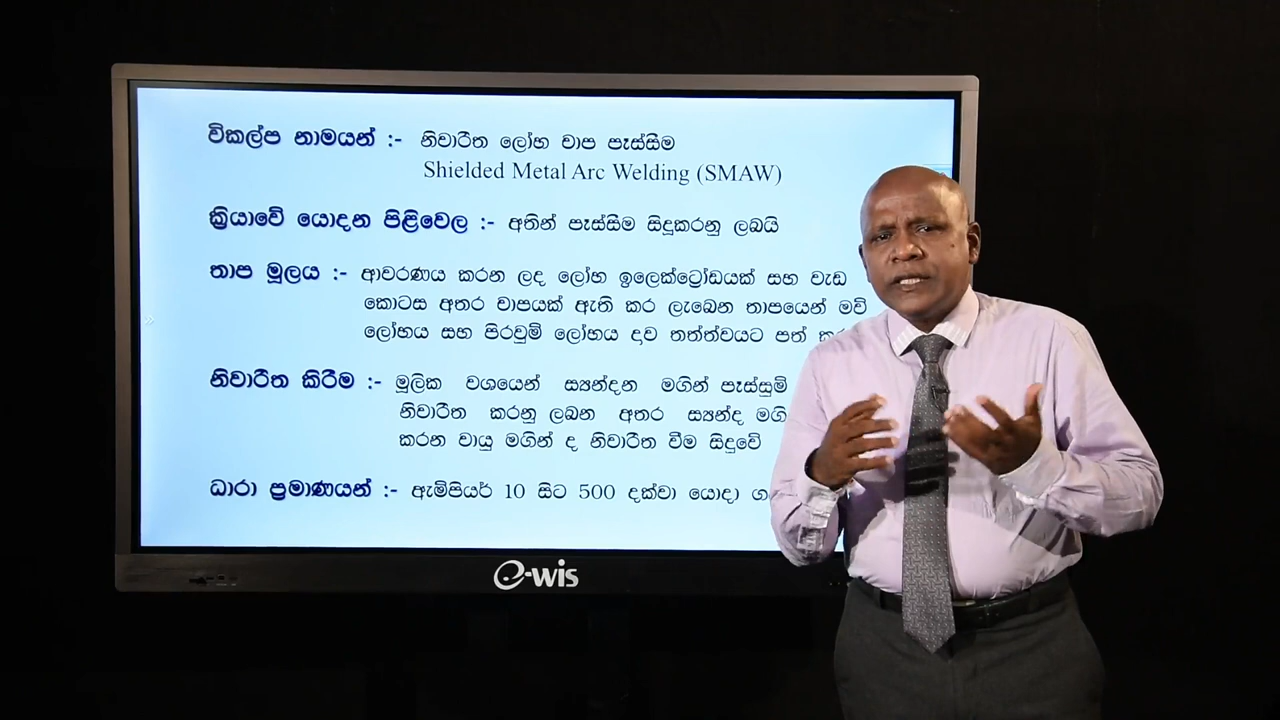 විකල්ප නාමයන් :- නිවාරිත ලෝහ චාප පෑස්සීම
Shielded Metal Arc Welding (SMAW)
ක්‍රියාවේ යොදන පිළිවෙල :- අතින් පෑස්සීම සිදුකරනු ලබයි
තාප මූලය :- ආවරණය කරන ලද ලෝහ ඉලෙක්ට්‍රෝඩයක් සහ වැඩ
කොටස අතර චාපයක් ඇති කර ලැබෙන තාපයෙන් මව්
ලෝහය සහ පිරවුම් ලෝහය ද්‍රාව තත්ත්වයට පත්
නිවාරිත කිරීම :- මූලික වශයෙන් ස්‍යන්දන මගින් පෑස්සුම්
නිවාරිත කරනු ලබන අතර ස්‍යන්ද
කරන වායු මගින් ද නිවාරිත වීම සිදුවේ
ධාරා ප්‍රමාණයන් :- ඇම්පියර් 10 සිට 500 දක්වා යොදා
e-wis